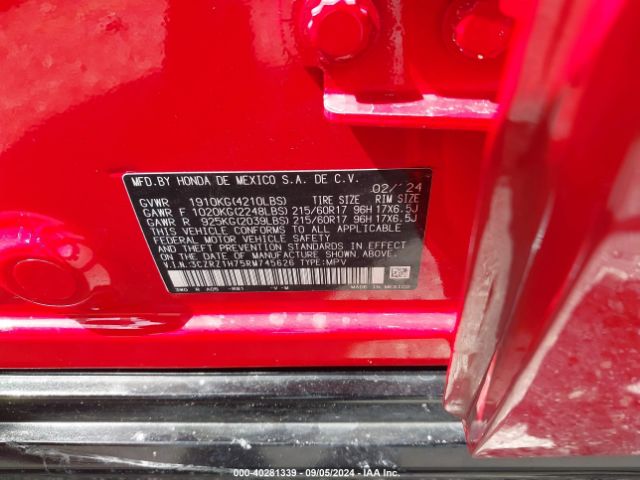 MFD.BY HONDA DE MEXICO S.A. DE C.V. 02/'24
GVWR 1910KG(4210LBS) TIRE SIZE RIM SIZE
GAWR F 1020KG(2248LBS) 215/60R17 96H 17X6.5J
GAWR R 925KG(2039LBS) 215/60R17 96H 17X6.5J
THIS VEHICLE CONFORMS TO ALL APPLICABLE
FEDERAL MOTOR VEHICLE SAFETY
AND THEFT PREVENTION STANDARDS IN EFFECT
ON THE DATE OF MANUFACTURE SHOWN ABOVE.
V.I.N.:3CZRZ1H75RM745626 TYPE:MPV
MADE IN MEXICO
000-40281339 - 09/05/2024 - IAAI.COM